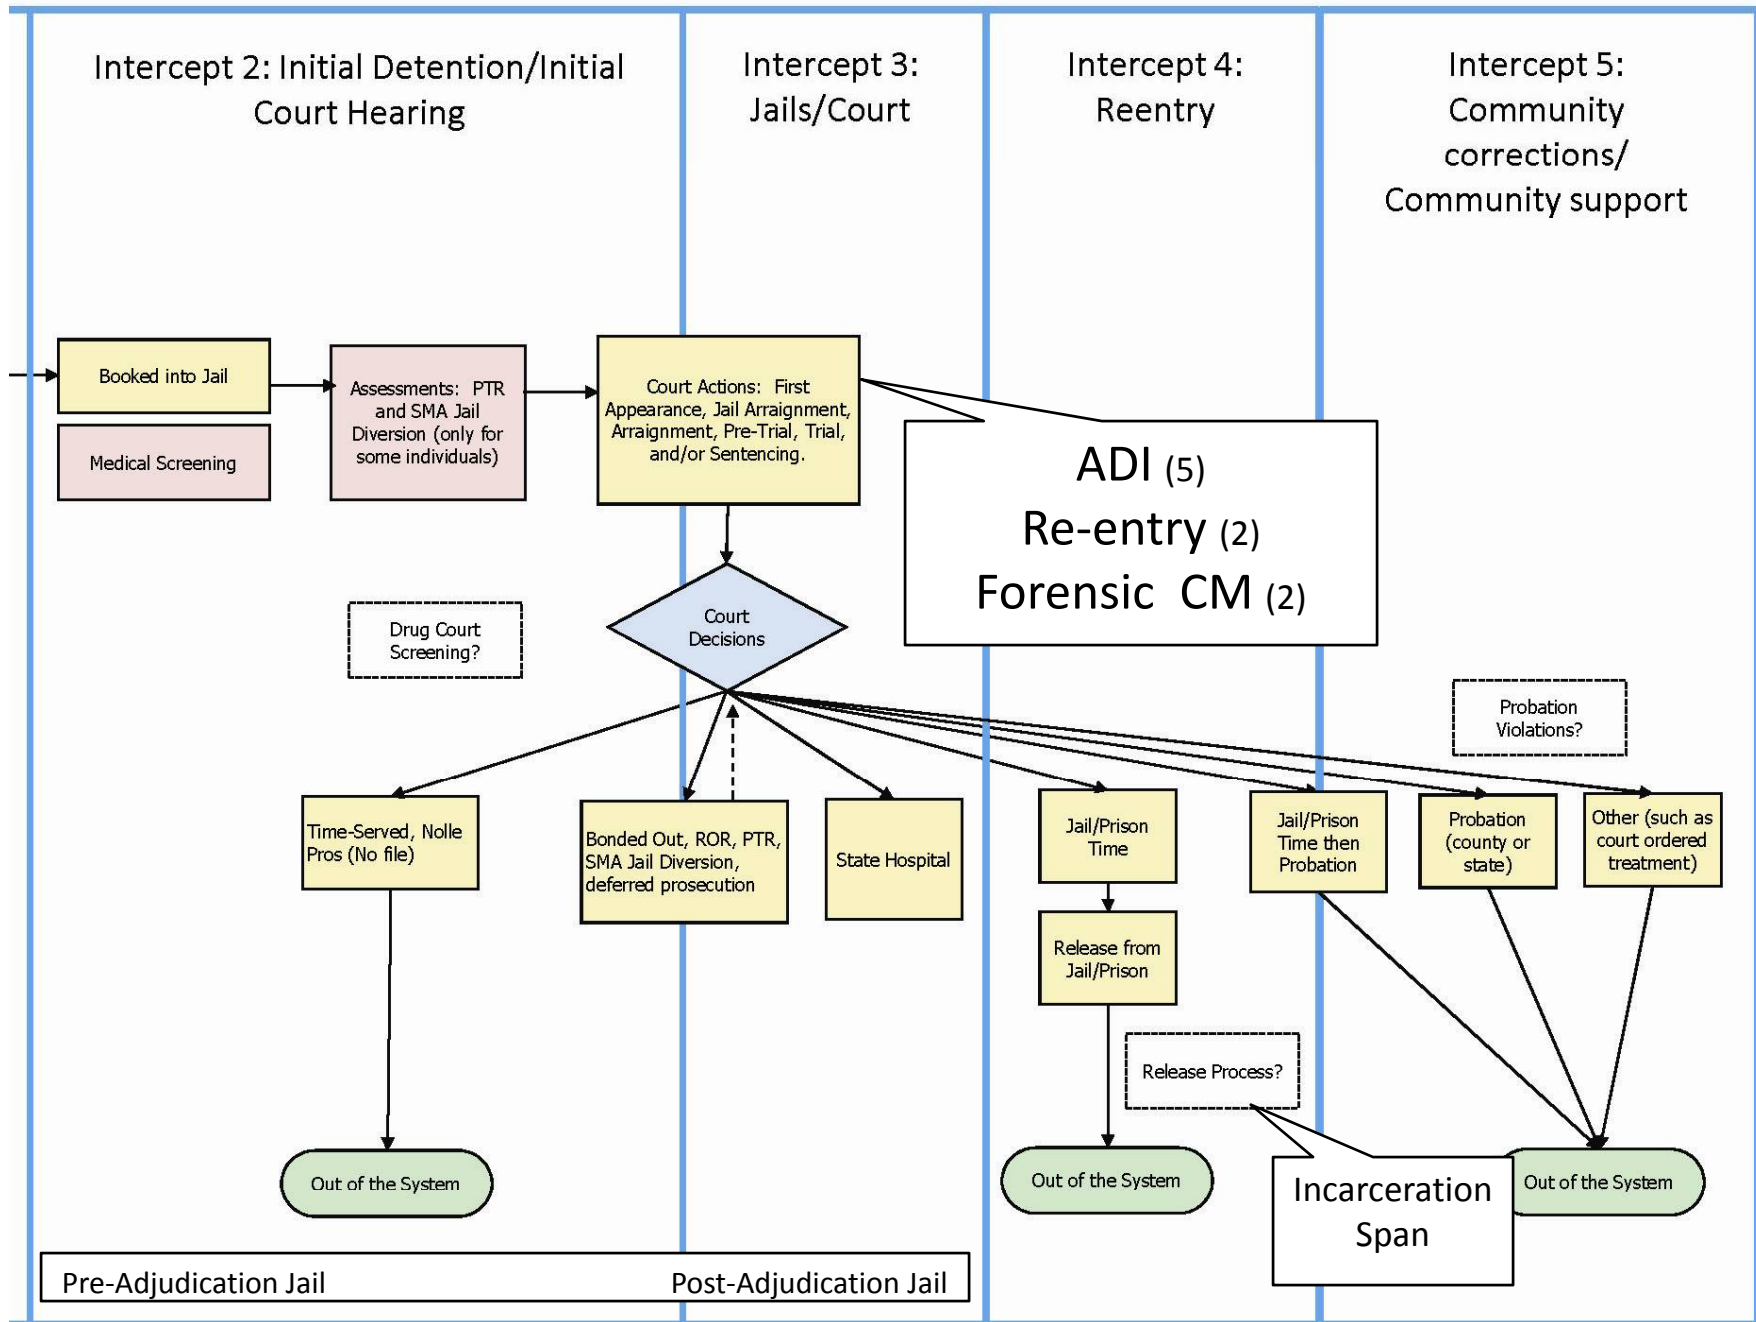 Intercept 2: Initial Detention/Initial
Court Hearing
Intercept 3:
Jails/Court
Intercept 4:
Reentry
Intercept 5:
Community
corrections/
Community support
Booked into Jail
Medical Screening
Assessments: PTR
and SMA Jail
Diversion (only for
some individuals)
Court Actions: First
Appearance, Jail Arraignment,
Arraignment, Pre-Trial, Trial,
and/or Sentencing.
ADI (5)
Re-entry (2)
Forensic CM (2)
Drug Court
Screening?
Court
Decisions
Probation
Violations?
Time-Served, Nolle
Pros (No file)
Bonded Out, ROR, PTR,
SMA Jail Diversion,
deferred prosecution
State Hospital
Jail/Prison
Time
Jail/Prison
Time then
Probation
Probation
(county or
state)
Other (such as
court ordered
treatment)
Release from
Jail/Prison
Release Process?
Out of the System
Out of the System
Incarceration
Span
Out of the System
Pre-Adjudication Jail
Post-Adjudication Jail